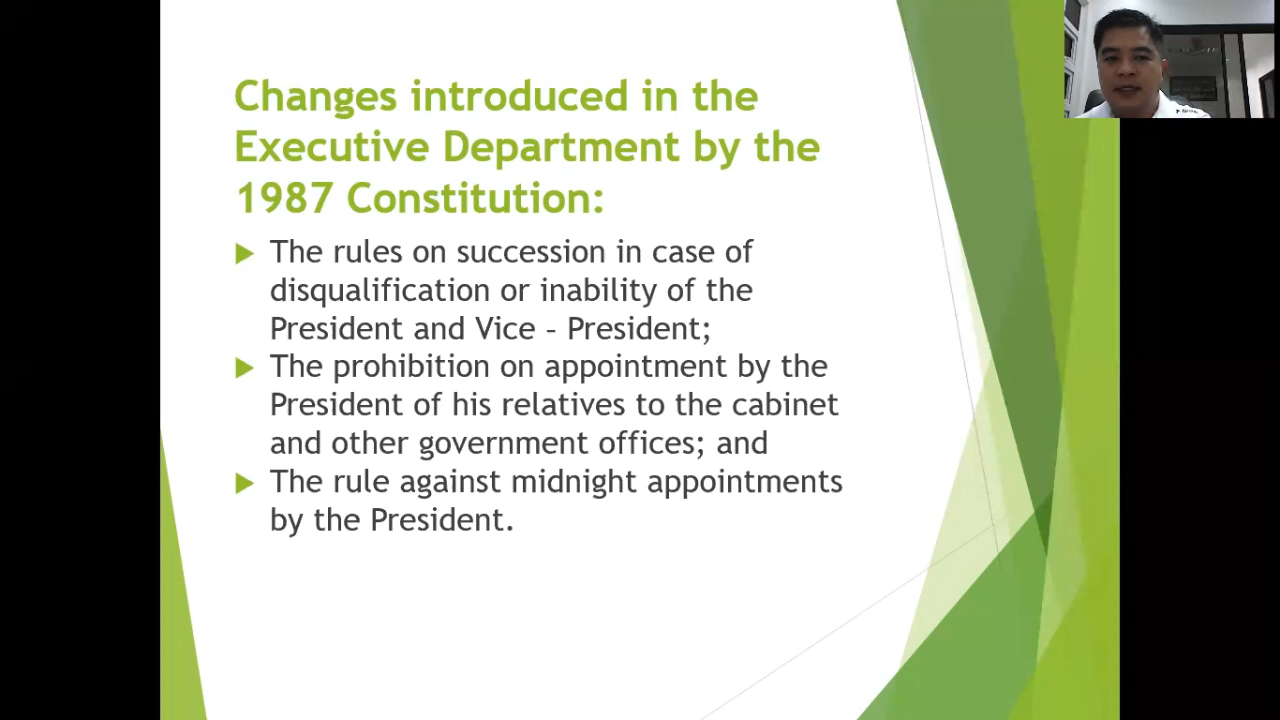 Changes introduced in the
Executive Department by the
1987 Constitution:
The rules on succession in case of
disqualification or inability of the
President and Vice – President;
The prohibition on appointment by the
President of his relatives to the cabinet
and other government offices; and
The rule against midnight appointments
by the President.